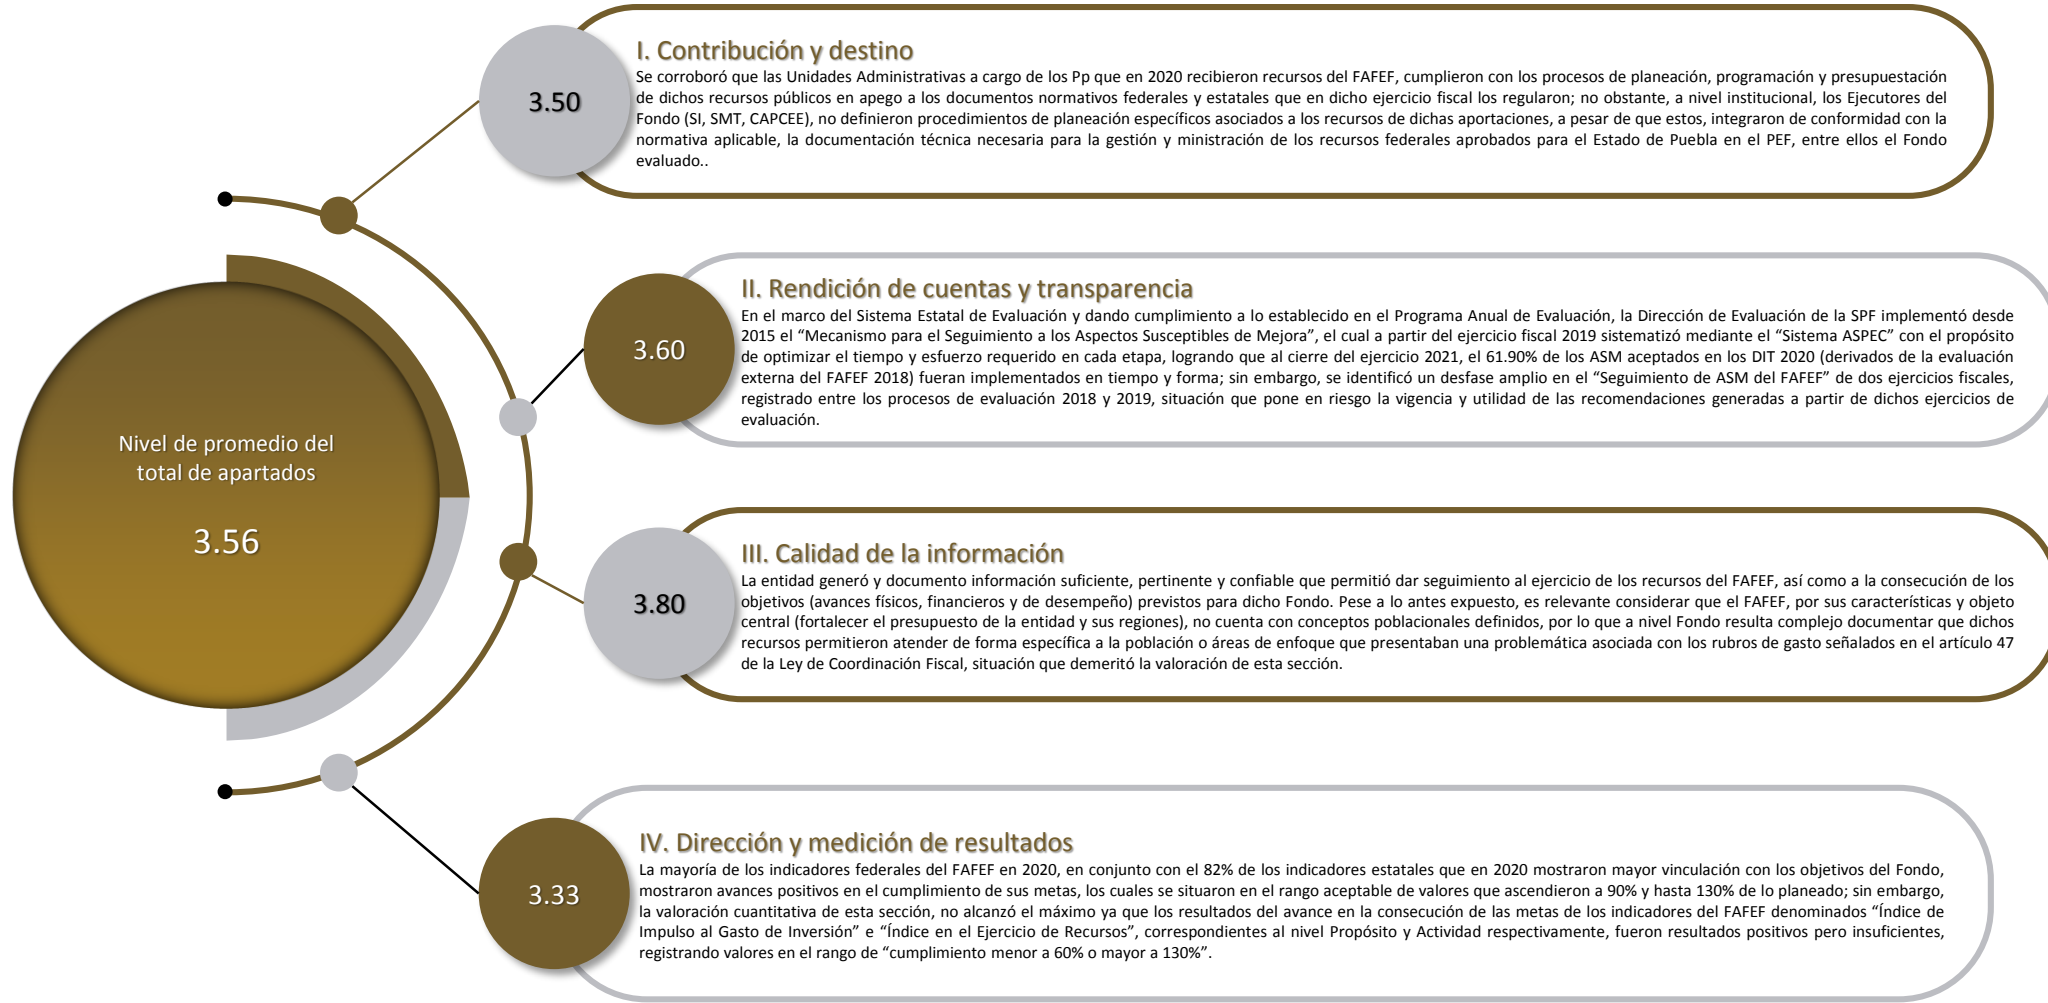 I. Contribución y destino
3.50
Se corroboró que las Unidades Administrativas a cargo de los Pp que en 2020 recibieron recursos del FAFEF, cumplieron con los procesos de planeación, programación y presupuestación
de dichos recursos públicos en apego a los documentos normativos federales y estatales que en dicho ejercicio fiscal los regularon; no obstante, a nivel institucional, los Ejecutores del
Fondo (SI, SMT, CAPCEE), no definieron procedimientos de planeación específicos asociados a los recursos de dichas aportaciones, a pesar de que estos, integraron de conformidad con la
normativa aplicable, la documentación técnica necesaria para la gestión y ministración de los recursos federales aprobados para el Estado de Puebla en el PEF, entre ellos el Fondo
evaluado..
II. Rendición de cuentas y transparencia
3.60
En el marco del Sistema Estatal de Evaluación y dando cumplimiento a lo establecido en el Programa Anual de Evaluación, la Dirección de Evaluación de la SPF implementó desde
2015 el “Mecanismo para el Seguimiento a los Aspectos Susceptibles de Mejora”, el cual a partir del ejercicio fiscal 2019 sistematizó mediante el “Sistema ASPEC” con el propósito
de optimizar el tiempo y esfuerzo requerido en cada etapa, logrando que al cierre del ejercicio 2021, el 61.90% de los ASM aceptados en los DIT 2020 (derivados de la evaluación
externa del FAFEF 2018) fueran implementados en tiempo y forma; sin embargo, se identificó un desfase amplio en el “Seguimiento de ASM del FAFEF” de dos ejercicios fiscales,
registrado entre los procesos de evaluación 2018 y 2019, situación que pone en riesgo la vigencia y utilidad de las recomendaciones generadas a partir de dichos ejercicios de
evaluación.
Nivel de promedio del
total de apartados
3.56
III. Calidad de la información
3.80
La entidad generó y documento información suficiente, pertinente y confiable que permitió dar seguimiento al ejercicio de los recursos del FAFEF, así como a la consecución de los
objetivos (avances físicos, financieros y de desempeño) previstos para dicho Fondo. Pese a lo antes expuesto, es relevante considerar que el FAFEF, por sus características y objeto
central (fortalecer el presupuesto de la entidad y sus regiones), no cuenta con conceptos poblacionales definidos, por lo que a nivel Fondo resulta complejo documentar que dichos
recursos permitieron atender de forma específica a la población o áreas de enfoque que presentaban una problemática asociada con los rubros de gasto señalados en el artículo 47
de la Ley de Coordinación Fiscal, situación que demeritó la valoración de esta sección.
IV. Dirección y medición de resultados
3.33
La mayoría de los indicadores federales del FAFEF en 2020, en conjunto con el 82% de los indicadores estatales que en 2020 mostraron mayor vinculación con los objetivos del Fondo,
mostraron avances positivos en el cumplimiento de sus metas, los cuales se situaron en el rango aceptable de valores que ascendieron a 90% y hasta 130% de lo planeado; sin embargo,
la valoración cuantitativa de esta sección, no alcanzó el máximo ya que los resultados del avance en la consecución de las metas de los indicadores del FAFEF denominados “Índice de
Impulso al Gasto de Inversión” e “Índice en el Ejercicio de Recursos”, correspondientes al nivel Propósito y Actividad respectivamente, fueron resultados positivos pero insuficientes,
registrando valores en el rango de “cumplimiento menor a 60% o mayor a 130%”.